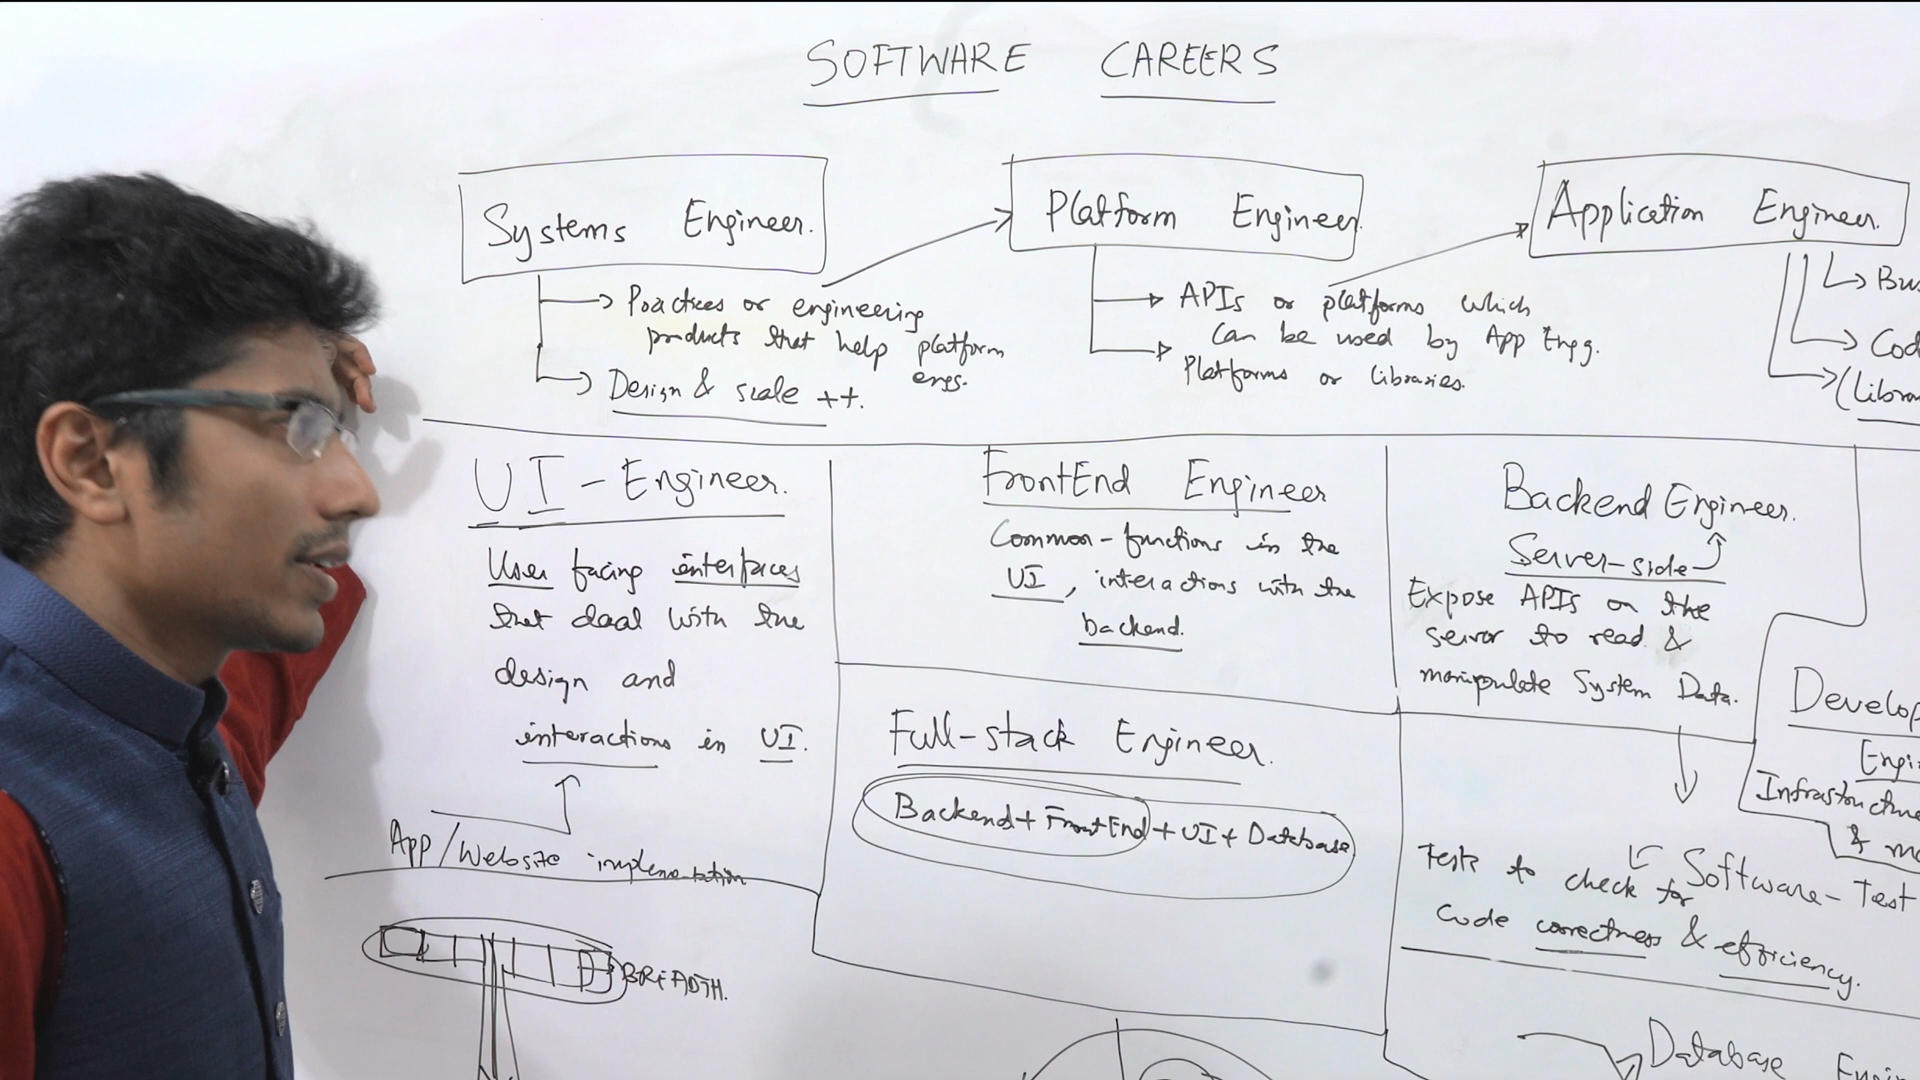 SOFTWARE CAREERS
Systems Engineer.
Practices or engineering
products that help platform
engs.
Design & scale ++.
Platform Engineer
APIs or platforms which
can be used by App Engg.
Platforms or libraries.
Application Engineer.
UI - Engineer.
User facing interfaces
that deal with the
design and
interactions in UI.
App/Website implementation
BREADTH.
FrontEnd Engineer
Common-functions in the
UI, interactions with the
backend.
Full-stack Engineer.
Backend + FrontEnd + UI + Database
Backend Engineer.
Server-side
Expose APIs on the
server to read &
manipulate System Data.
Infrastructure
&
Software - Test
Tests to check for
code correctness & efficiency.
Database